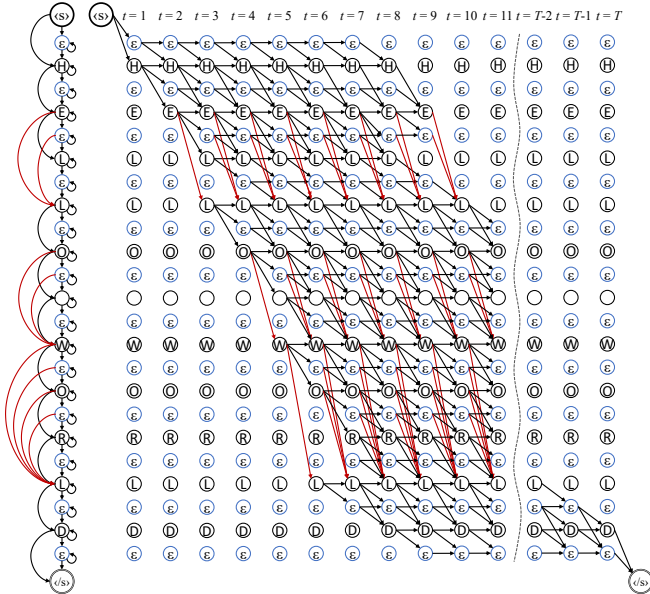 ⟨s⟩ ⟨s⟩ t = 1 t = 2 t = 3 t = 4 t = 5 t = 6 t = 7 t = 8 t = 9 t = 10 t = 11 t = T-2 t = T-1 t = T
ε ε ε ε ε ε ε ε ε ε ε ε ε ε ε
H H H H H H H H H H H H H H H
ε ε ε ε ε ε ε ε ε ε ε ε ε ε ε
E E E E E E E E E E E E E E E
ε ε ε ε ε ε ε ε ε ε ε ε ε ε ε
L L L L L L L L L L L L L L L
ε ε ε ε ε ε ε ε ε ε ε ε ε ε ε
L L L L L L L L L L L L L L L
ε ε ε ε ε ε ε ε ε ε ε ε ε ε ε
O O O O O O O O O O O O O O O
ε ε ε ε ε ε ε ε ε ε ε ε ε ε ε
ε ε ε ε ε ε ε ε ε ε ε ε ε ε ε
W W W W W W W W W W W W W W W
ε ε ε ε ε ε ε ε ε ε ε ε ε ε ε
O O O O O O O O O O O O O O O
ε ε ε ε ε ε ε ε ε ε ε ε ε ε ε
R R R R R R R R R R R R R R R
ε ε ε ε ε ε ε ε ε ε ε ε ε ε ε
L L L L L L L L L L L L L L L
ε ε ε ε ε ε ε ε ε ε ε ε ε ε ε
D D D D D D D D D D D D D D D
ε ε ε ε ε ε ε ε ε ε ε ε ε ε ε
⟨/s⟩ ⟨/s⟩